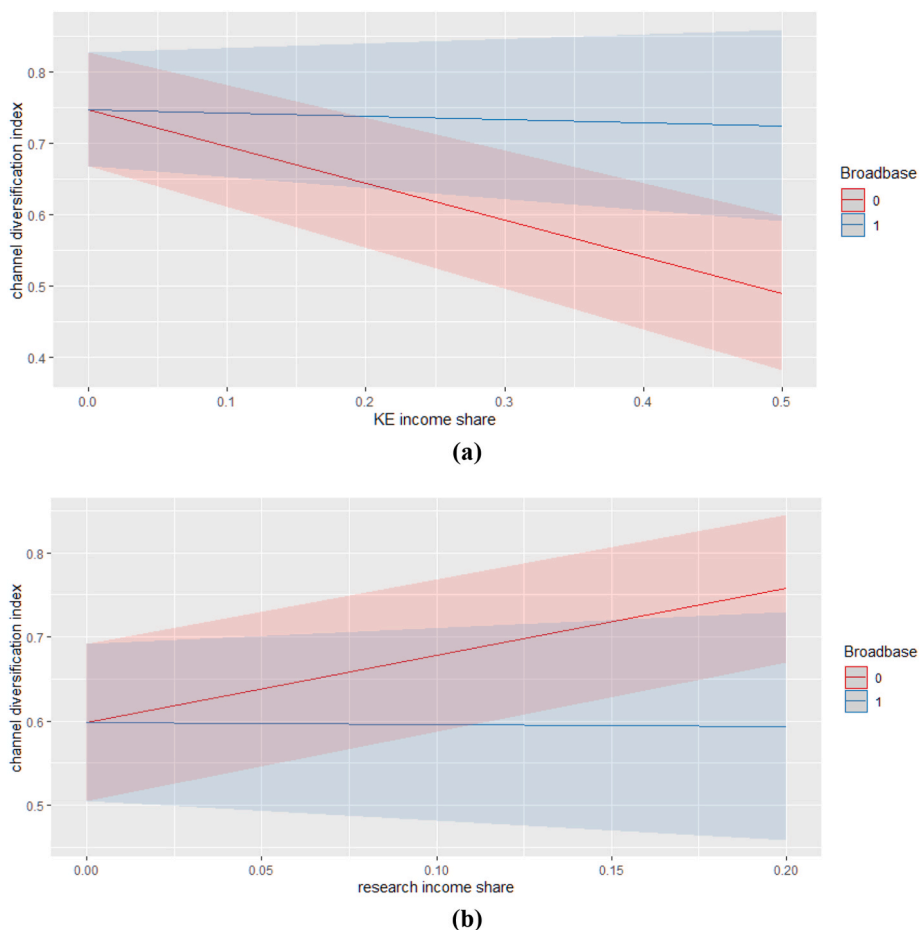 channel diversification index
0.8
0.7
0.6
0.5
0.4
0.0 0.1 0.2 0.3 0.4 0.5
KE income share
Broadbase
0
1
(a)
channel diversification index
0.8
0.7
0.6
0.5
0.00 0.05 0.10 0.15 0.20
research income share
Broadbase
0
1
(b)